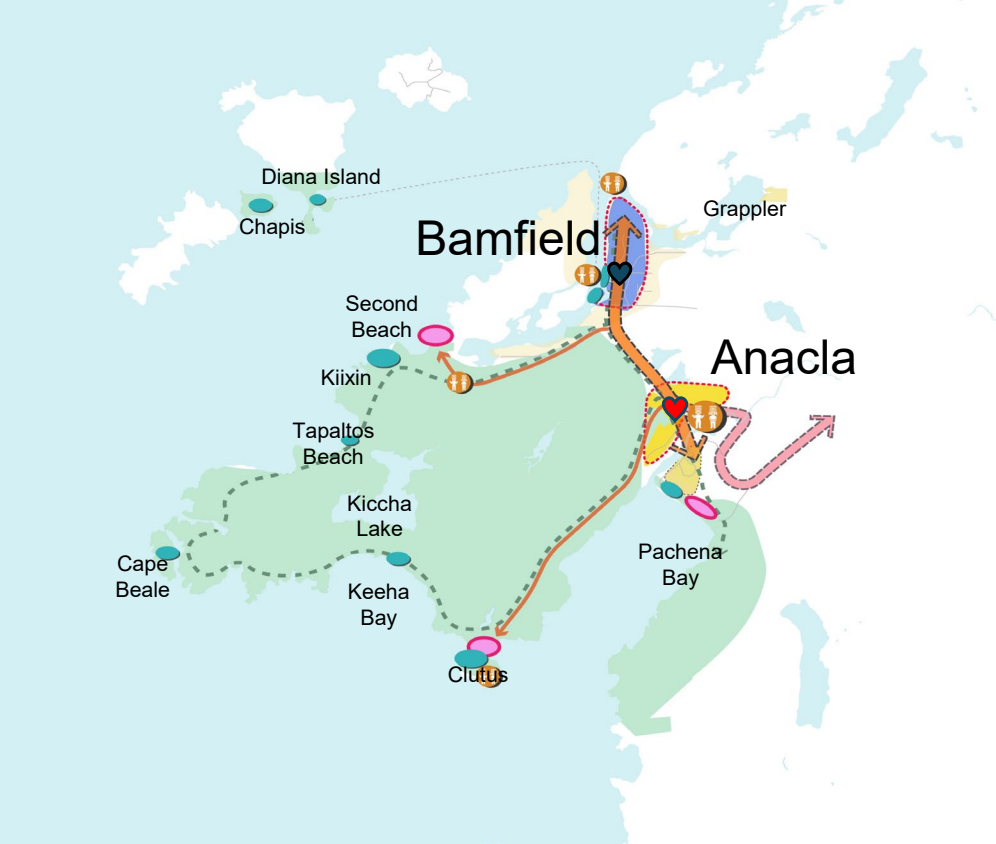 Diana Island
Grappler
Chapis
Bamfield
Second
Beach
Anacla
Kiixin
Tapaltos
Beach
Kiccha
Lake
Pachena
Bay
Cape
Beale
Keeha
Bay
Clutus